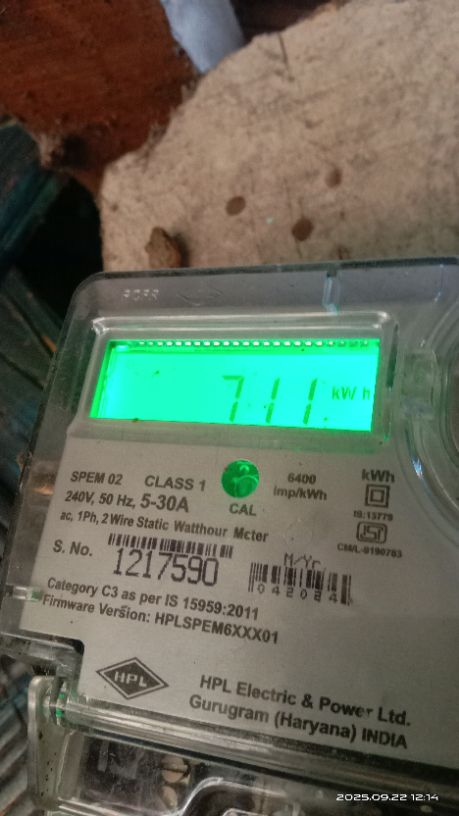 711 kWh
SPEM 02 CLASS 1 6400 imp/kWh kWh
240V, 50 Hz, 5-30A CAL
ac, 1Ph, 2 Wire Static Watthour Meter
IS:13779
CM/L-9190783
S. No. 1217590
M/Yr.
042024
Category C3 as per IS 15959:2011
Firmware Version: HPLSPEM6XXX01
HPL
HPL Electric & Power Ltd.
Gurugram (Haryana) INDIA
2025.09.22 12:14